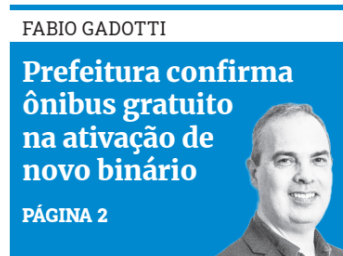 FABIO GADOTTI
Prefeitura confirma
ônibus gratuito
na ativação de
novo binário
PÁGINA 2